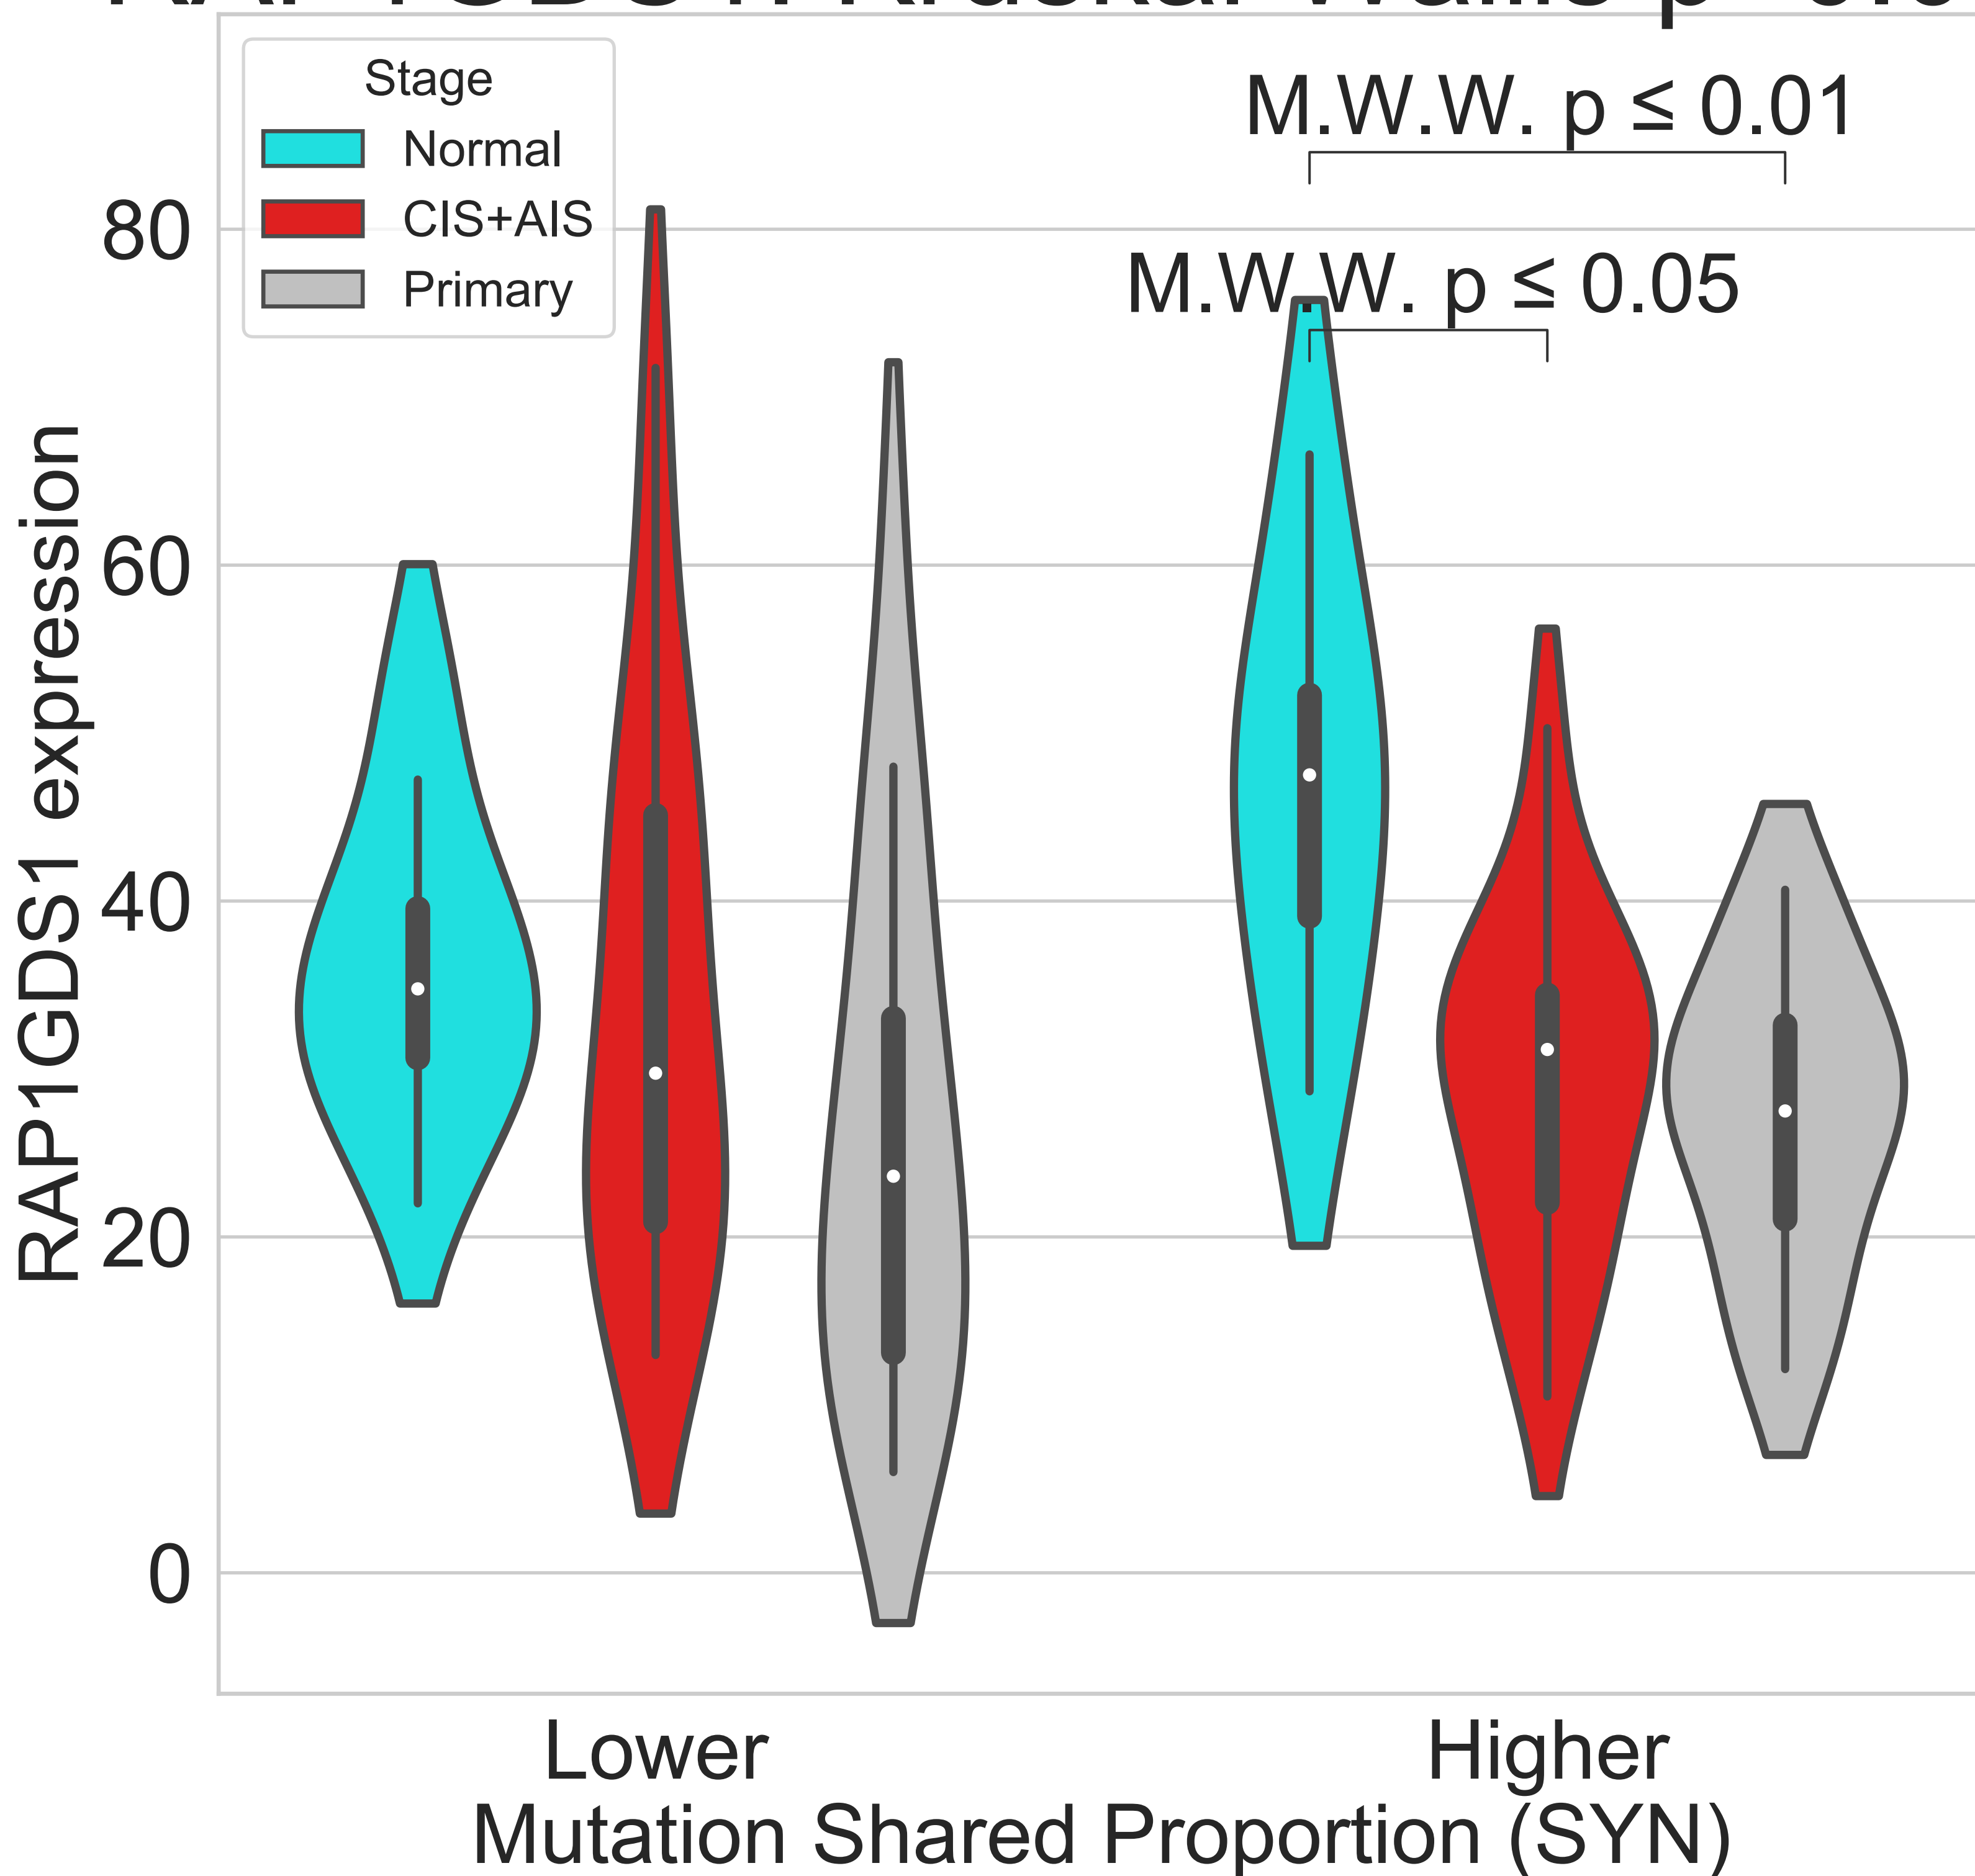 Stage
Normal
CIS+AIS
Primary
M.W.W. p ≤ 0.01
M.W.W. p ≤ 0.05
80
60
40
20
0
RAP1GDS1 expression
Lower
Higher
Mutation Shared Proportion (SYN)